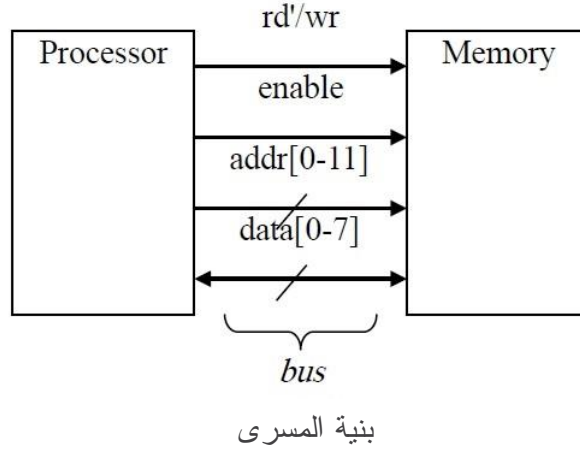 rd'/wr
Processor
Memory
enable
addr[0-11]
data[0-7]
bus
بنية المسرى